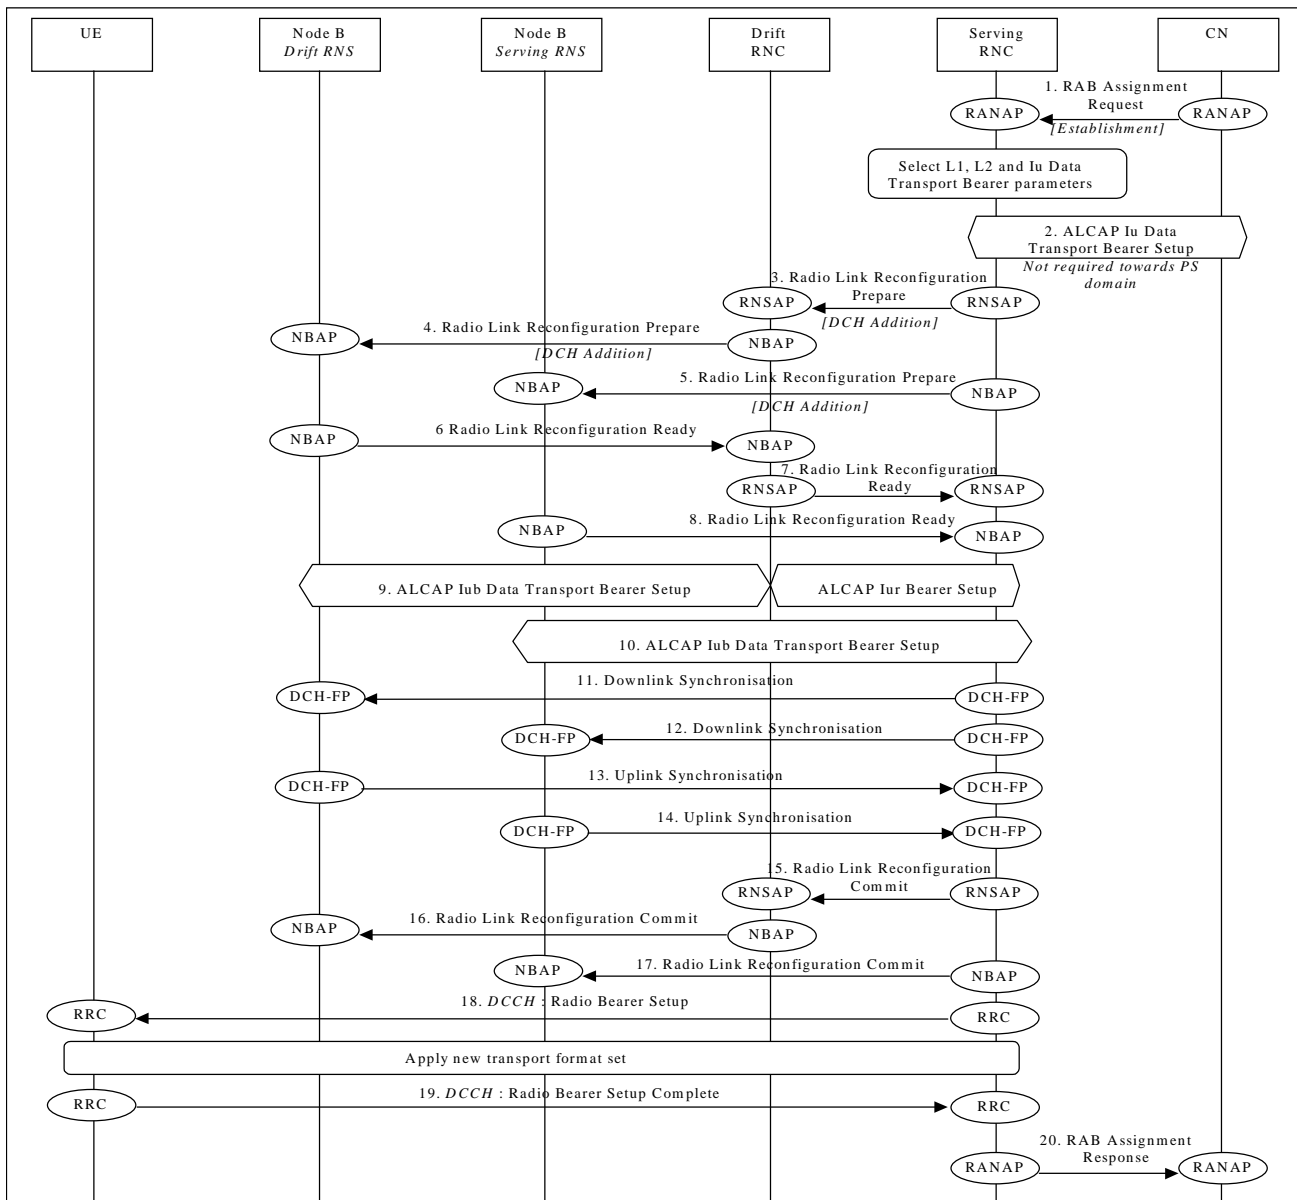 UE
Node B
Drift RNS
Node B
Serving RNS
Drift
RNC
Serving
RNC
CN
1. RAB Assignment
Request
RANAP
RANAP
[Establishment]
Select L1, L2 and Iu Data
Transport Bearer parameters
2. ALCAP Iu Data
Transport Bearer Setup
Not required towards PS
domain
3. Radio Link Reconfiguration
Prepare
RNSAP
RNSAP
[DCH Addition]
4. Radio Link Reconfiguration Prepare
NBAP
NBAP
[DCH Addition]
5. Radio Link Reconfiguration Prepare
NBAP
NBAP
[DCH Addition]
6 Radio Link Reconfiguration Ready
NBAP
NBAP
7. Radio Link Reconfiguration
Ready
RNSAP
RNSAP
8. Radio Link Reconfiguration Ready
NBAP
NBAP
9. ALCAP Iub Data Transport Bearer Setup
ALCAP Iur Bearer Setup
10. ALCAP Iub Data Transport Bearer Setup
11. Downlink Synchronisation
DCH-FP
DCH-FP
12. Downlink Synchronisation
DCH-FP
DCH-FP
13. Uplink Synchronisation
DCH-FP
DCH-FP
14. Uplink Synchronisation
DCH-FP
DCH-FP
15. Radio Link Reconfiguration
Commit
RNSAP
RNSAP
16. Radio Link Reconfiguration Commit
NBAP
NBAP
17. Radio Link Reconfiguration Commit
NBAP
NBAP
18. DCCH : Radio Bearer Setup
RRC
RRC
Apply new transport format set
19. DCCH : Radio Bearer Setup Complete
RRC
RRC
20. RAB Assignment
Response
RANAP
RANAP